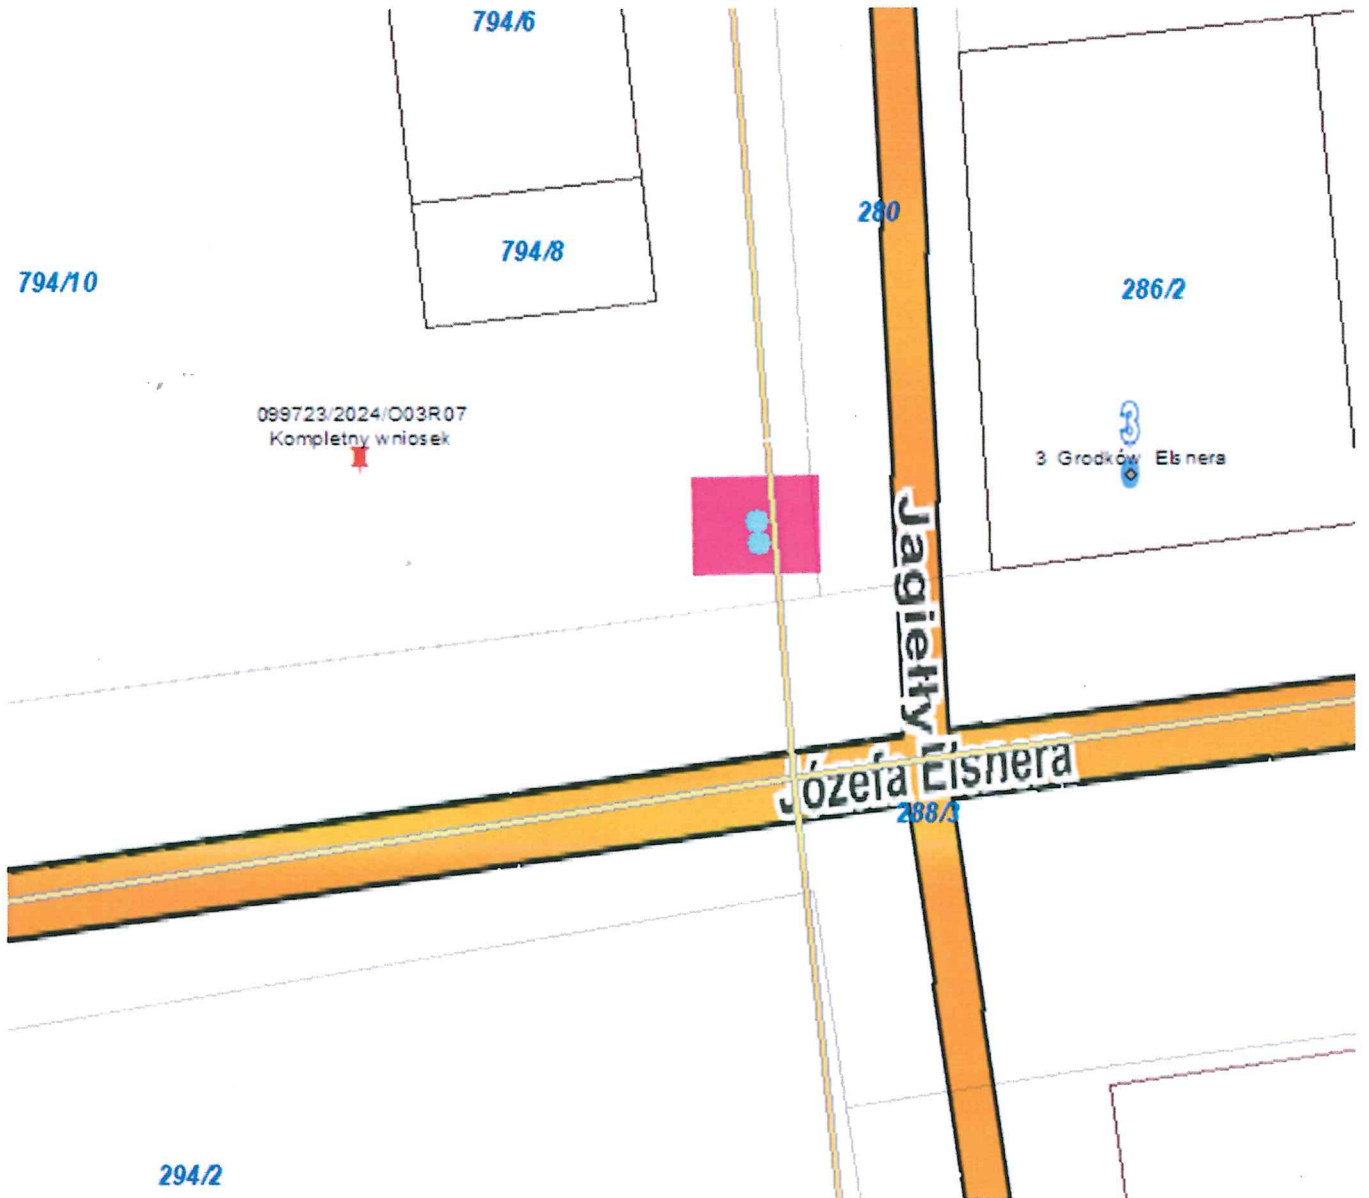 794/6
280
794/8
794/10
286/2
099723/2024/O03R07
Kompletny wniosek
3
3 Grodków Elsnera
Jagiełły
Józefa Elsnera
288/3
294/2